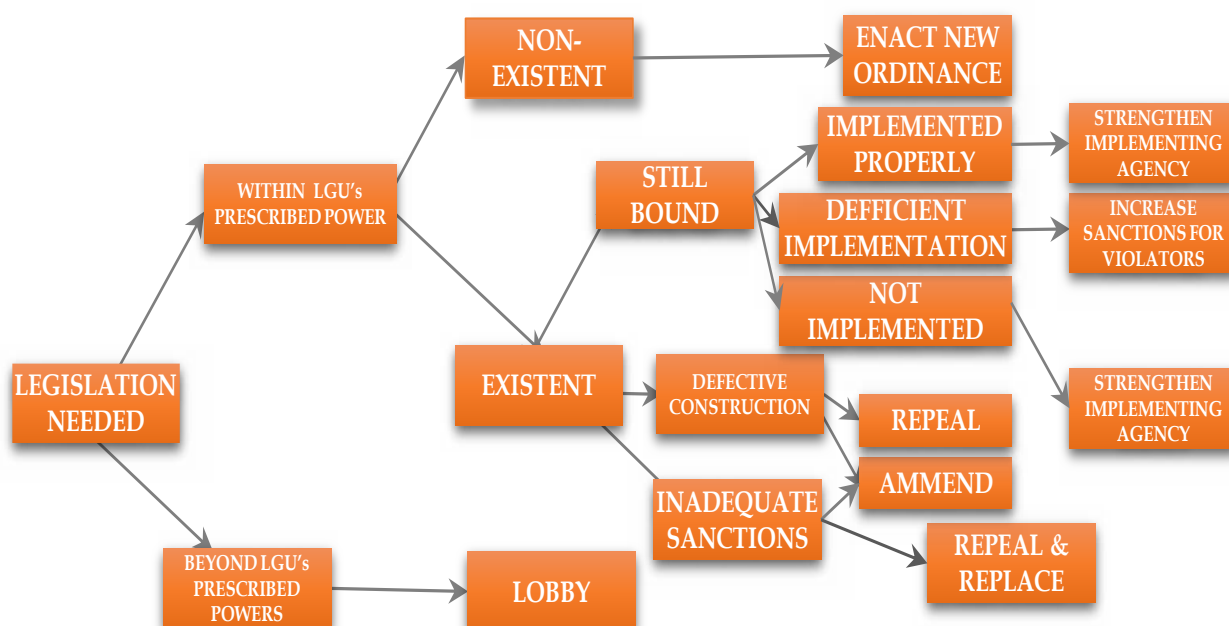 NON-
EXISTENT
ENACT NEW
ORDINANCE
IMPLEMENTED
PROPERLY
STRENGTHEN
IMPLEMENTING
AGENCY
WITHIN LGU's
PRESCRIBED POWER
STILL
BOUND
DEFFICIENT
IMPLEMENTATION
INCREASE
SANCTIONS FOR
VIOLATORS
NOT
IMPLEMENTED
LEGISLATION
NEEDED
EXISTENT
DEFECTIVE
CONSTRUCTION
REPEAL
STRENGTHEN
IMPLEMENTING
AGENCY
INADEQUATE
SANCTIONS
AMMEND
REPEAL &
REPLACE
BEYOND LGU's
PRESCRIBED
POWERS
LOBBY